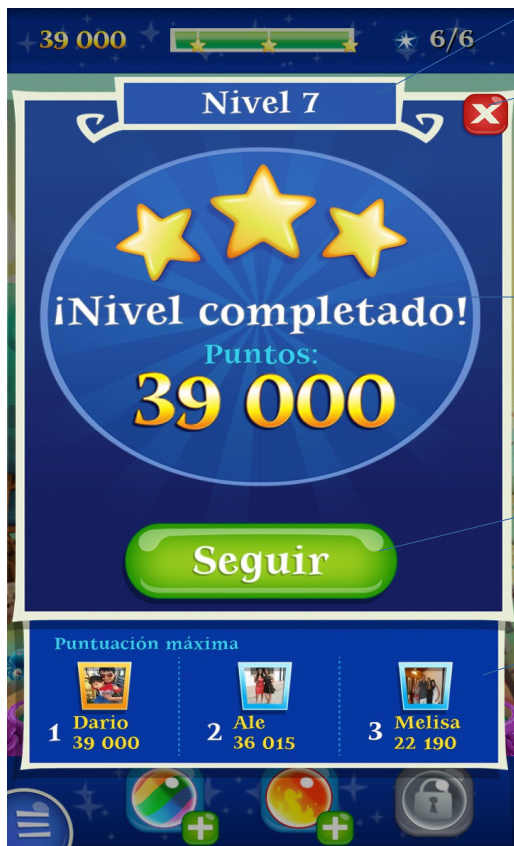 39 000 6/6
Nivel 7
¡Nivel completado!
Puntos:
39 000
Seguir
Puntuación máxima
1 Dario 39 000
2 Ale 36 015
3 Melisa 22 190